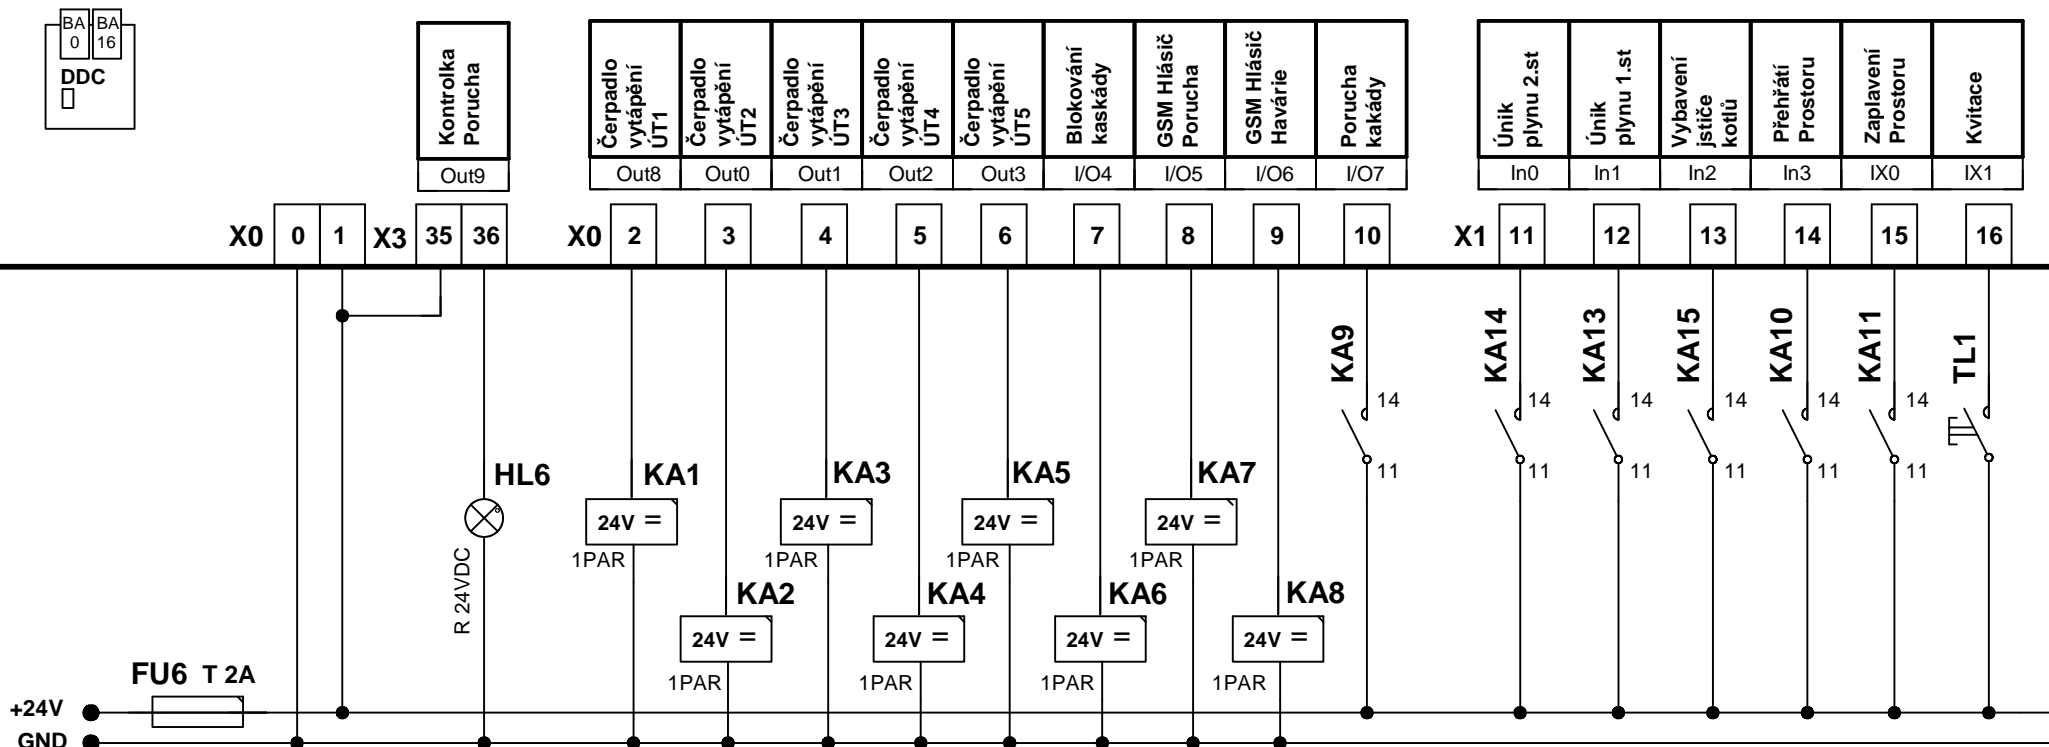 BA
0
BA
16
DDC
Kontrolka
Porucha
Out9
Čerpadlo
vytápění
ÚT1
Out8
Čerpadlo
vytápění
ÚT2
Out0
Čerpadlo
vytápění
ÚT3
Out1
Čerpadlo
vytápění
ÚT4
Out2
Čerpadlo
vytápění
ÚT5
Out3
Blokování
kaskády
I/O4
GSM Hlásič
Porucha
I/O5
GSM Hlásič
Havárie
I/O6
Porucha
kakády
I/O7
Únik
plynu 2.st
In0
Únik
plynu 1.st
In1
Vybavení
jstiče
kotlů
In2
Přehřátí
Prostoru
In3
Zaplavení
Prostoru
IX0
Kvitace
IX1
X0 0 1 X3 35 36 X0 2 3 4 5 6 7 8 9 10 X1 11 12 13 14 15 16
KA9
14
11
KA14
14
11
KA13
14
11
KA15
14
11
KA10
14
11
KA11
14
11
TL1
HL6
R 24VDC
KA1
24V =
1PAR
KA3
24V =
1PAR
KA5
24V =
1PAR
KA7
24V =
1PAR
KA2
24V =
1PAR
KA4
24V =
1PAR
KA6
24V =
1PAR
KA8
24V =
1PAR
FU6 T 2A
+24V
GND